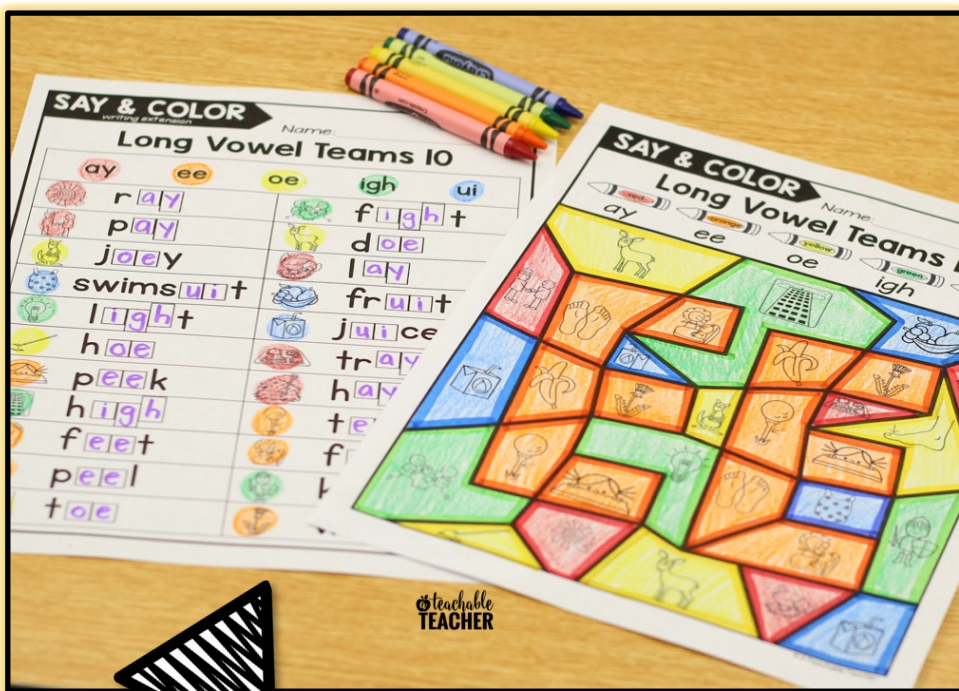 SAY & COLOR
writing extension
Name:
Long Vowel Teams 10
ay ee oe igh ui
ray
fight
pay
doe
joey
lay
swimsuit
fruit
light
juice
hoe
tray
peek
hay
high
te
feet
f
peel
toe
SAY & COLOR
Name:
Long Vowel Teams
red orange yellow green
ay ee oe igh
a teachable
TEACHER